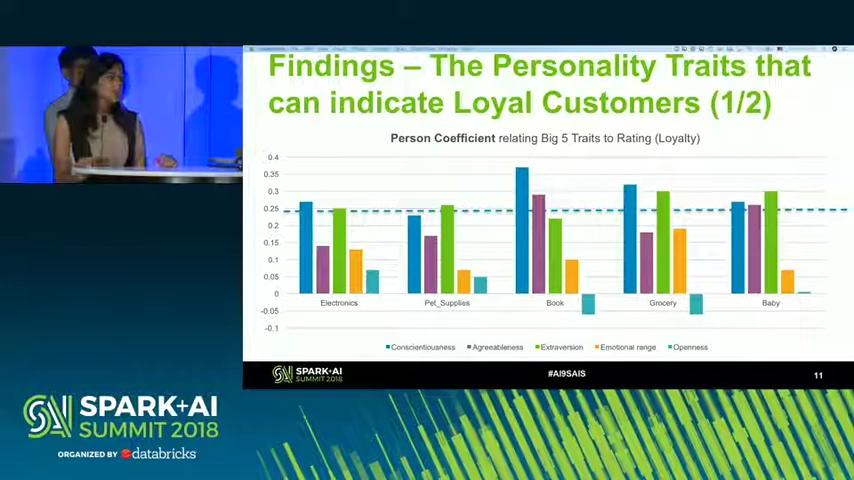 Findings – The Personality Traits that
can indicate Loyal Customers (1/2)
Person Coefficient relating Big 5 Traits to Rating (Loyalty)
0.4
0.35
0.3
0.25
0.2
0.15
0.1
0.05
0
-0.05
-0.1
Electronics
Pet_Supplies
Book
Grocery
Baby
Conscientiousness
Agreeableness
Extraversion
Emotional range
Openness
SPARK+AI
SUMMIT 2018
#AI9SAIS
11
SPARK+AI
SUMMIT 2018
ORGANIZED BY databricks